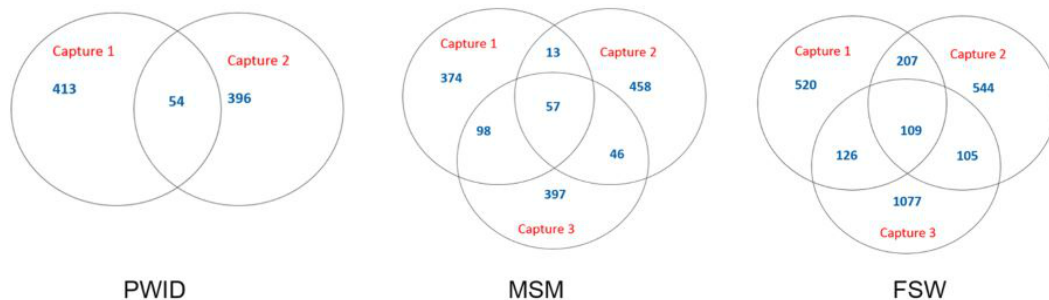 Capture 1
Capture 2
413
54
396
PWID
Capture 1
13
Capture 2
374
458
57
98
46
397
Capture 3
MSM
Capture 1
207
Capture 2
520
544
109
126
105
1077
Capture 3
FSW